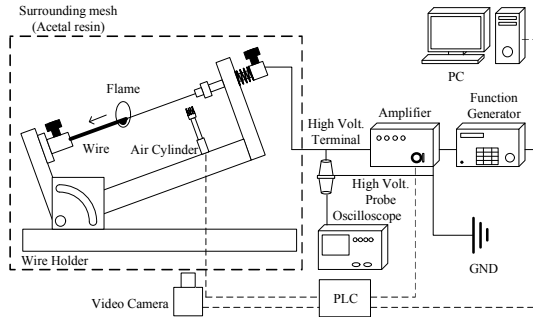 Surrounding mesh
(Acetal resin)
Flame
Wire
Air Cylinder
Wire Holder
Video Camera
High Volt.
Terminal
High Volt.
Probe
Oscilloscope
Amplifier
Function
Generator
PC
GND
PLC